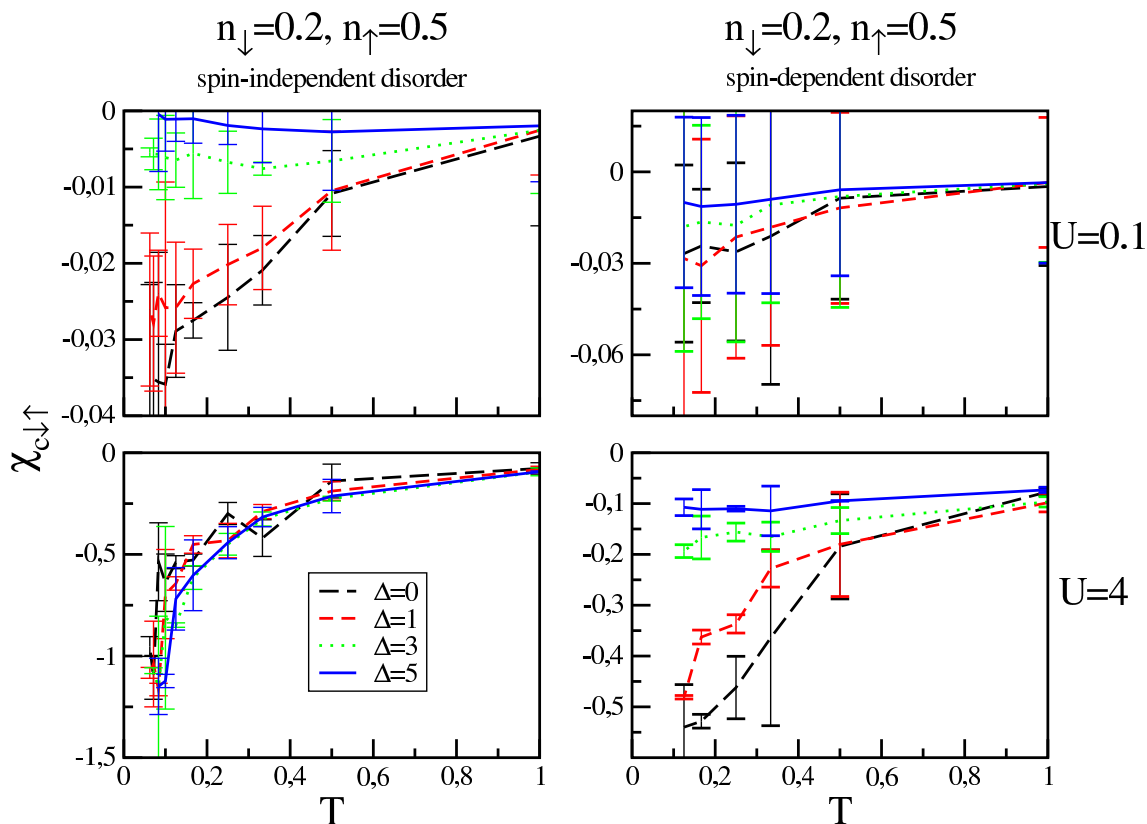 n↓=0.2, n↑=0.5
spin-independent disorder
n↓=0.2, n↑=0.5
spin-dependent disorder
0
-0,01
-0,02
-0,03
-0,04
0
-0,03
-0,06
U=0.1
χc↓↑
0
-0,5
-1
-1,5
0
0,2
0,4
0,6
0,8
1
T
Δ=0
Δ=1
Δ=3
Δ=5
0
-0,1
-0,2
-0,3
-0,4
-0,5
0
0,2
0,4
0,6
0,8
1
T
U=4